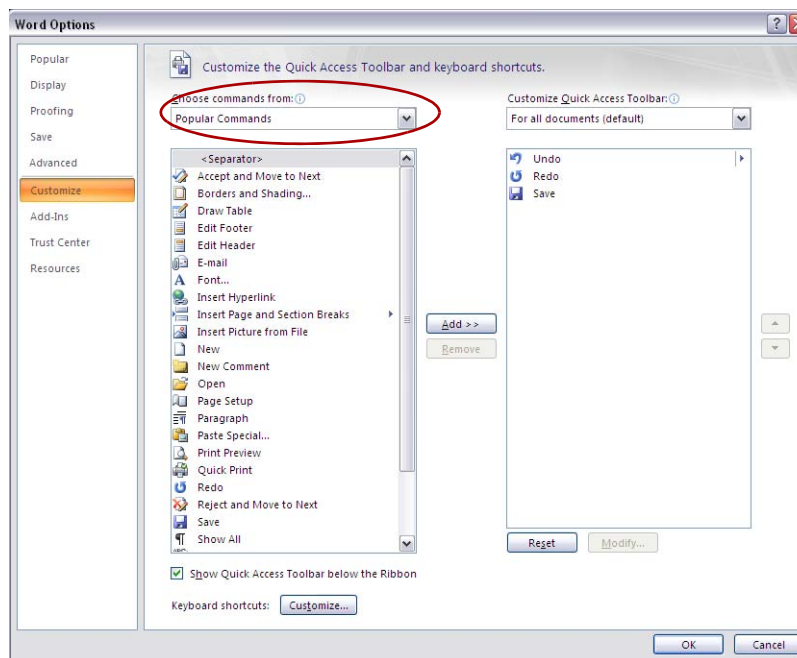 Word Options
?
Popular
Display
Proofing
Save
Advanced
Customize
Add-Ins
Trust Center
Resources
Customize the Quick Access Toolbar and keyboard shortcuts.
Choose commands from:
Popular Commands
<Separator>
Accept and Move to Next
Borders and Shading...
Draw Table
Edit Footer
Edit Header
E-mail
Font...
Insert Hyperlink
Insert Page and Section Breaks
Insert Picture from File
New
New Comment
Open
Page Setup
Paragraph
Paste Special...
Print Preview
Quick Print
Redo
Reject and Move to Next
Save
Show All
Show Quick Access Toolbar below the Ribbon
Keyboard shortcuts: Customize...
Add >>
Remove
Customize Quick Access Toolbar:
For all documents (default)
Undo
Redo
Save
Reset Modify...
OK Cancel